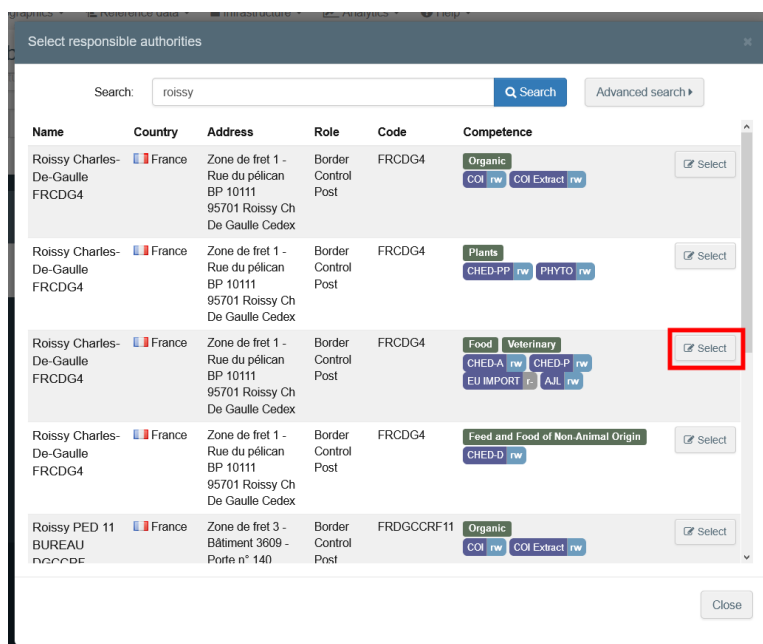 Reference data Infrastructure Analytics Help
Select responsible authorities ×
Search: roissy Search Advanced search
Name Country Address Role Code Competence
Roissy Charles-De-Gaulle FRCDG4 France Zone de fret 1 - Rue du pélican BP 10111 95701 Roissy Ch De Gaulle Cedex Border Control Post FRCDG4 Organic COI rw COI Extract rw Select
Roissy Charles-De-Gaulle FRCDG4 France Zone de fret 1 - Rue du pélican BP 10111 95701 Roissy Ch De Gaulle Cedex Border Control Post FRCDG4 Plants CHED-PP rw PHYTO rw Select
Roissy Charles-De-Gaulle FRCDG4 France Zone de fret 1 - Rue du pélican BP 10111 95701 Roissy Ch De Gaulle Cedex Border Control Post FRCDG4 Food Veterinary CHED-A rw CHED-P rw EU IMPORT r- AJL rw Select
Roissy Charles-De-Gaulle FRCDG4 France Zone de fret 1 - Rue du pélican BP 10111 95701 Roissy Ch De Gaulle Cedex Border Control Post FRCDG4 Feed and Food of Non-Animal Origin CHED-D rw Select
Roissy PED 11 BUREAU DGCCRF France Zone de fret 3 - Bâtiment 3609 - Porte n° 140 Border Control Post FRDGCCRF11 Organic COI rw COI Extract rw Select
Close